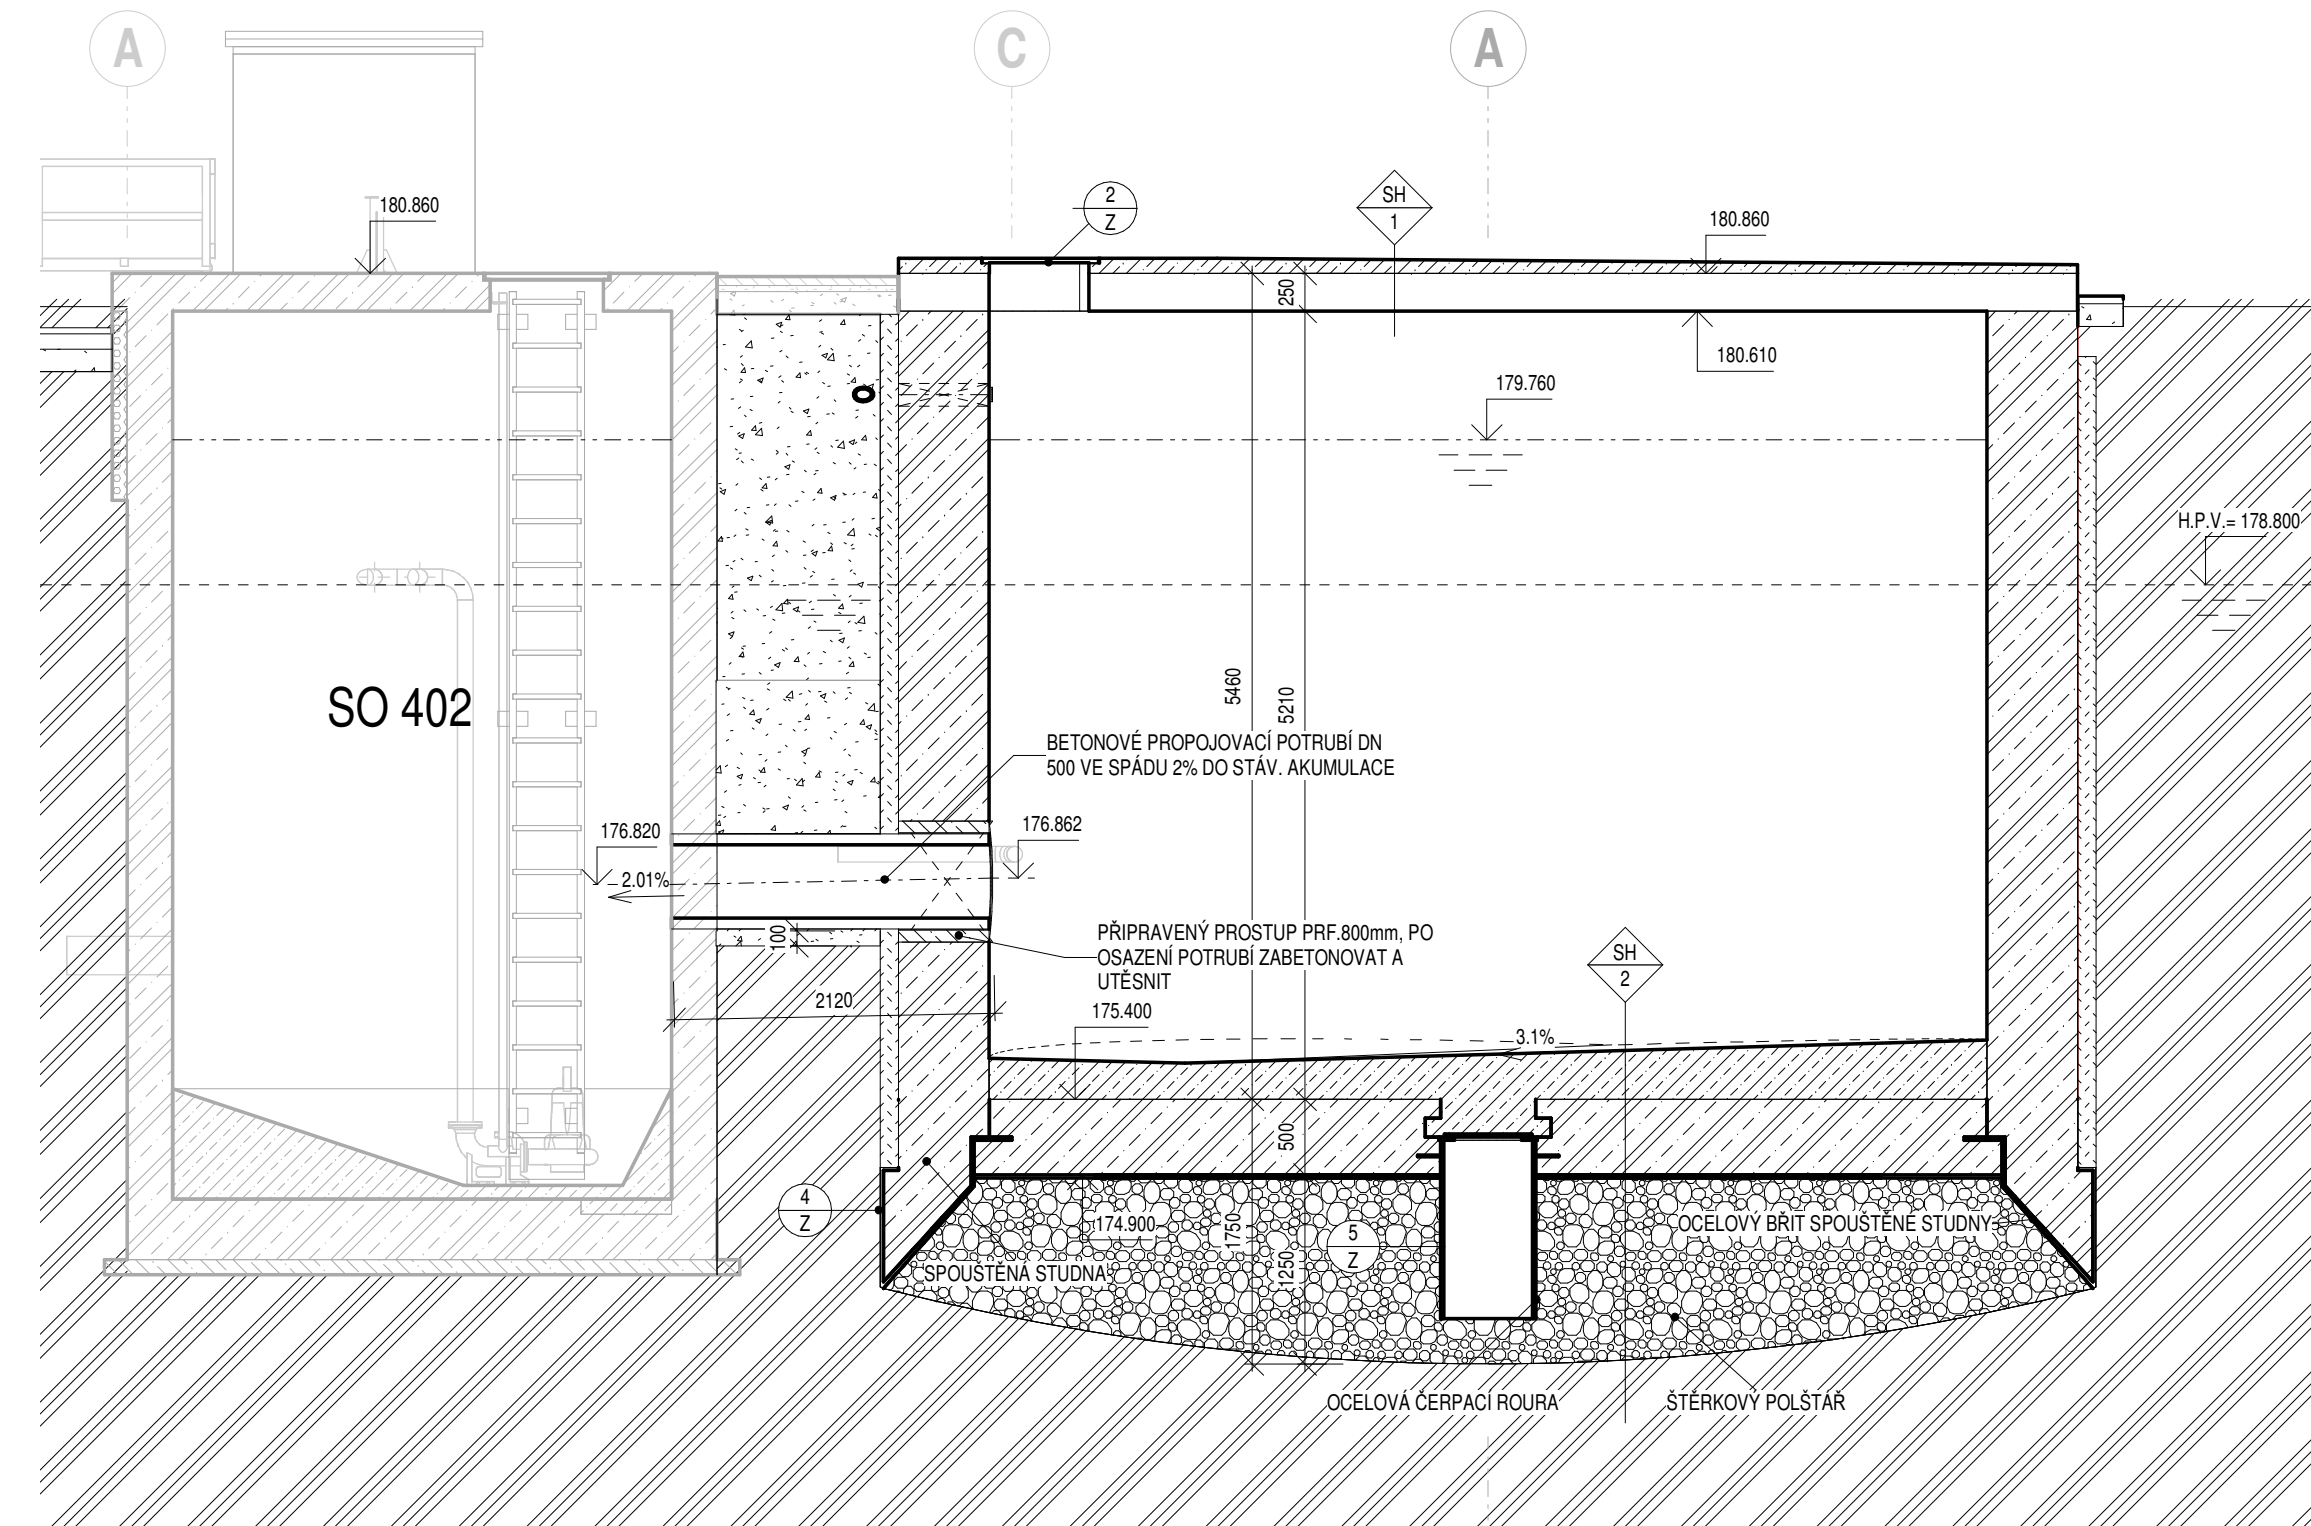 A
C
A
2
Z
SH
1
180.860
180.860
250
180.610
179.760
H.P.V.= 178.800
SO 402
5460
5210
BETONOVÉ PROPOJOVACÍ POTRUBÍ DN
500 VE SPÁDU 2% DO STÁV. AKUMULACE
176.820
176.862
2.01%
100
PŘIPRAVENÝ PROSTUP PRF.800mm, PO
OSAZENÍ POTRUBÍ ZABETONOVAT A
UTĚSNIT
SH
2
2120
175.400
3.1%
500
4
Z
174.900
1750
5
Z
OCELOVÝ BŘIT SPOUŠTĚNÉ STUDNY
SPOUŠTĚNÁ STUDNA
1250
OCELOVÁ ČERPACÍ ROURA
ŠTĚRKOVÝ POLŠTÁŘ